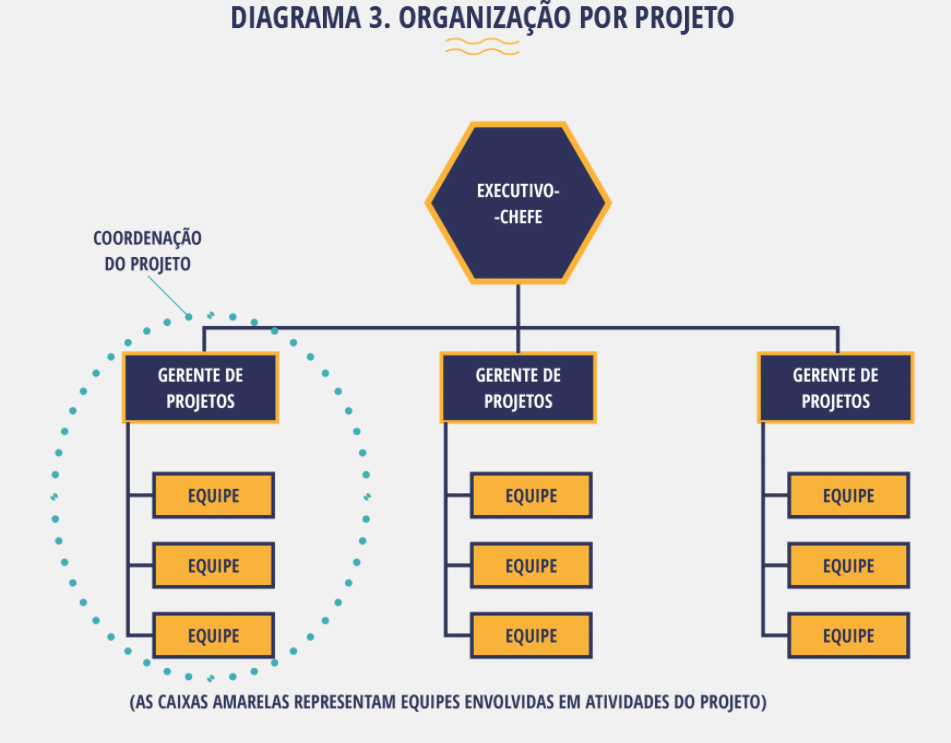 DIAGRAMA 3. ORGANIZAÇÃO POR PROJETO
EXECUTIVO-
-CHEFE
COORDENAÇÃO
DO PROJETO
GERENTE DE
PROJETOS
GERENTE DE
PROJETOS
GERENTE DE
PROJETOS
EQUIPE
EQUIPE
EQUIPE
EQUIPE
EQUIPE
EQUIPE
EQUIPE
EQUIPE
EQUIPE
(AS CAIXAS AMARELAS REPRESENTAM EQUIPES ENVOLVIDAS EM ATIVIDADES DO PROJETO)